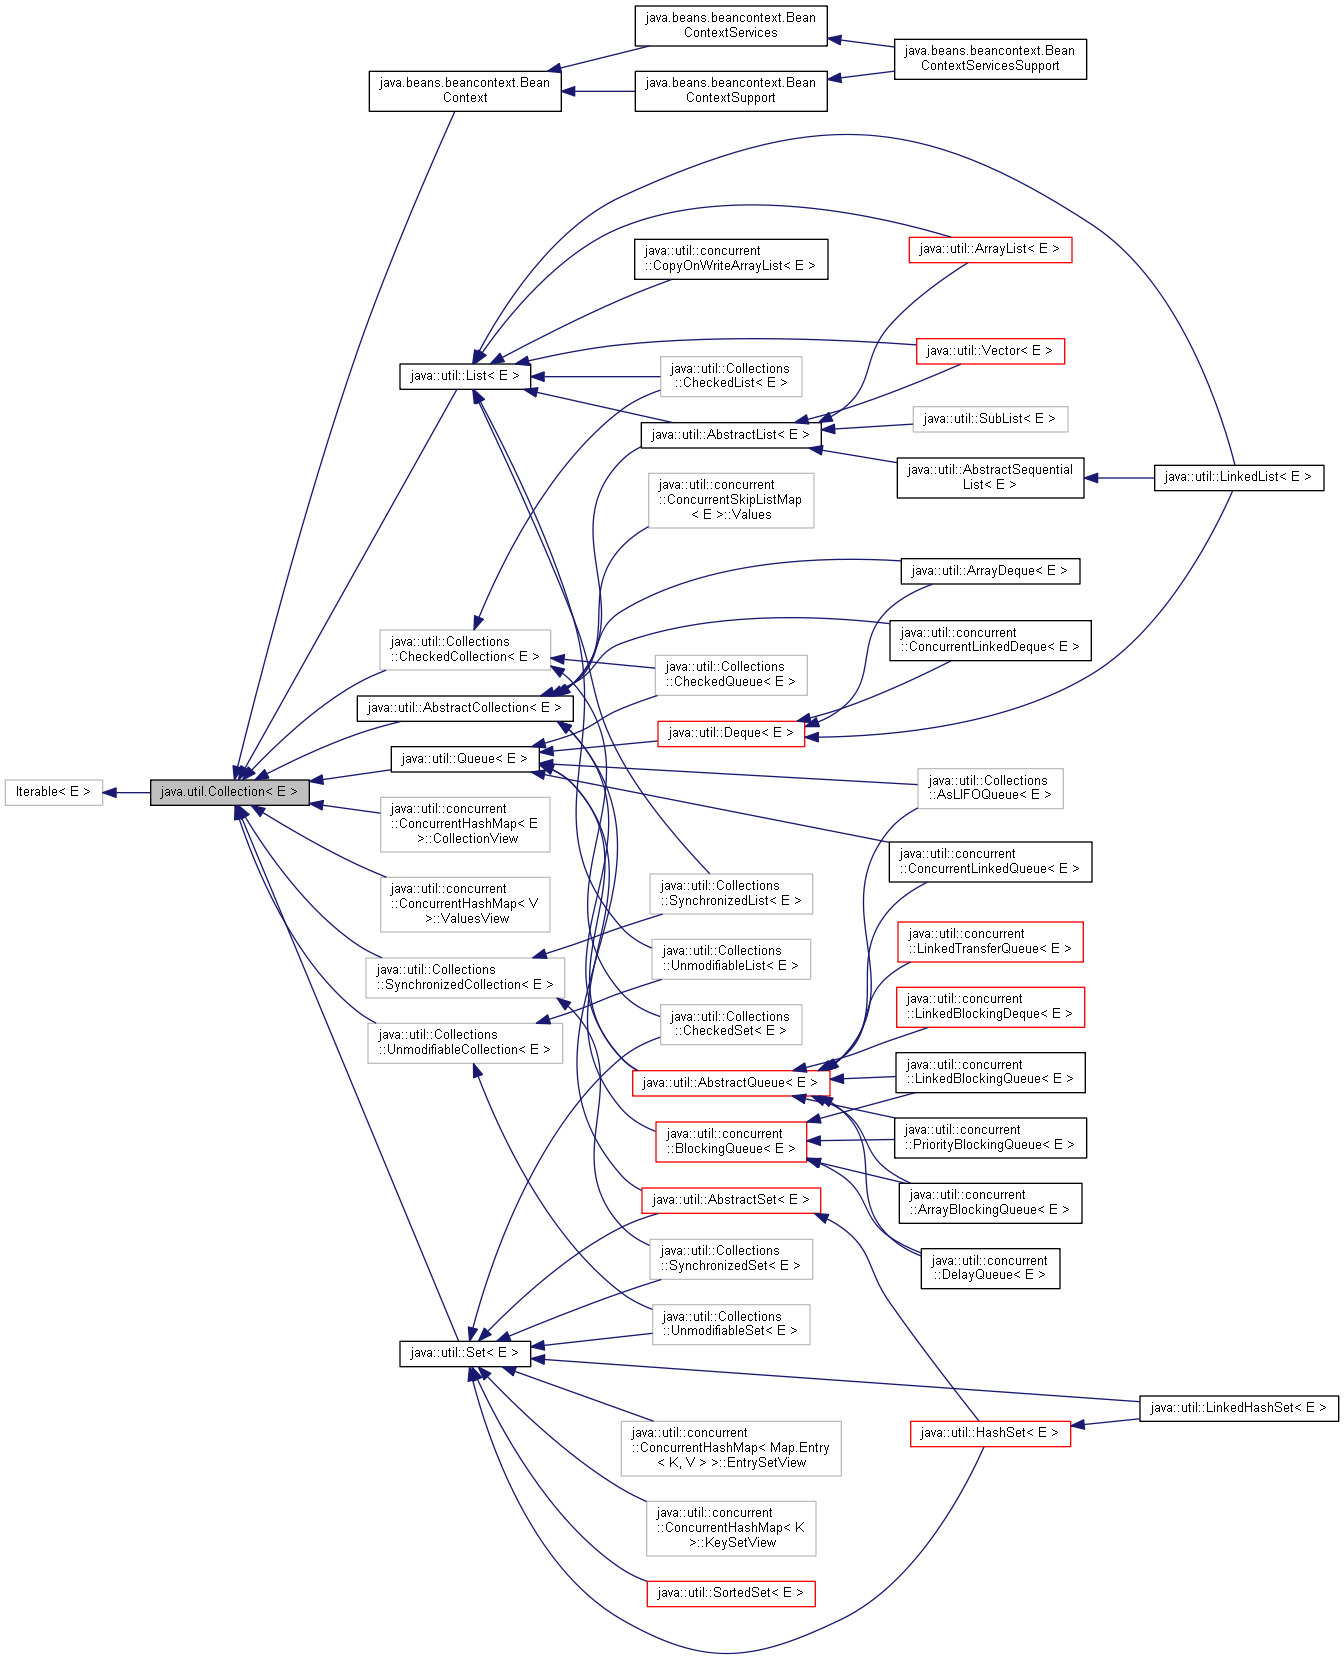 java.beans.beancontext.Bean
ContextServices
java.beans.beancontext.Bean
ContextServicesSupport
java.beans.beancontext.Bean
Context
java.beans.beancontext.Bean
ContextSupport
java::util::ArrayList< E >
java::util::concurrent
::CopyOnWriteArrayList< E >
java::util::Vector< E >
java::util::List< E >
java::util::Collections
::CheckedList< E >
java::util::SubList< E >
java::util::AbstractList< E >
java::util::AbstractSequential
List< E >
java::util::LinkedList< E >
java::util::concurrent
::ConcurrentSkipListMap
< E >::Values
java::util::ArrayDeque< E >
java::util::concurrent
::ConcurrentLinkedDeque< E >
java::util::Collections
::CheckedCollection< E >
java::util::Collections
::CheckedQueue< E >
java::util::AbstractCollection< E >
java::util::Deque< E >
java::util::Queue< E >
Iterable< E >
java.util.Collection< E >
java::util::Collections
::AsLIFOQueue< E >
java::util::concurrent
::ConcurrentHashMap< E
>::CollectionView
java::util::concurrent
::ConcurrentLinkedQueue< E >
java::util::concurrent
::ConcurrentHashMap< V
>::ValuesView
java::util::Collections
::SynchronizedList< E >
java::util::concurrent
::LinkedTransferQueue< E >
java::util::Collections
::UnmodifiableList< E >
java::util::Collections
::SynchronizedCollection< E >
java::util::concurrent
::LinkedBlockingDeque< E >
java::util::Collections
::CheckedSet< E >
java::util::Collections
::UnmodifiableCollection< E >
java::util::concurrent
::LinkedBlockingQueue< E >
java::util::AbstractQueue< E >
java::util::concurrent
::PriorityBlockingQueue< E >
java::util::concurrent
::BlockingQueue< E >
java::util::AbstractSet< E >
java::util::concurrent
::ArrayBlockingQueue< E >
java::util::Collections
::SynchronizedSet< E >
java::util::concurrent
::DelayQueue< E >
java::util::Collections
::UnmodifiableSet< E >
java::util::Set< E >
java::util::LinkedHashSet< E >
java::util::HashSet< E >
java::util::concurrent
::ConcurrentHashMap< Map.Entry
< K, V > >::EntrySetView
java::util::concurrent
::ConcurrentHashMap< K
>::KeySetView
java::util::SortedSet< E >